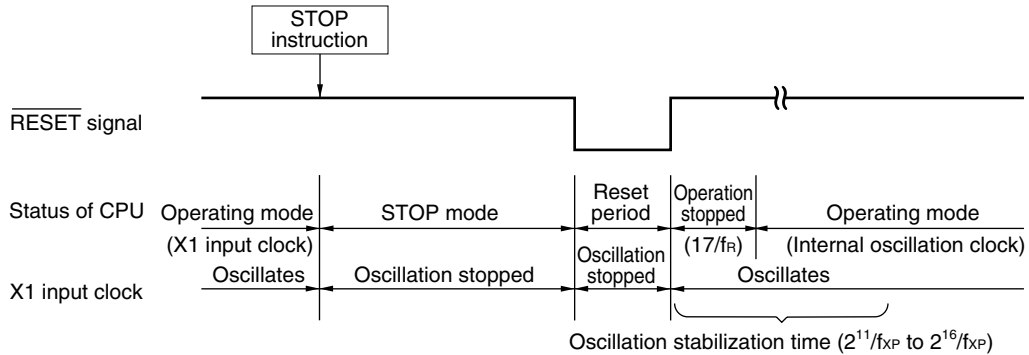 STOP
instruction
RESET signal
Status of CPU
Operating mode
(X1 input clock)
STOP mode
Reset
period
Operation
stopped
(17/fR)
Operating mode
(Internal oscillation clock)
X1 input clock
Oscillates
Oscillation stopped
Oscillation
stopped
Oscillates
Oscillation stabilization time (2^11/fXP to 2^16/fXP)